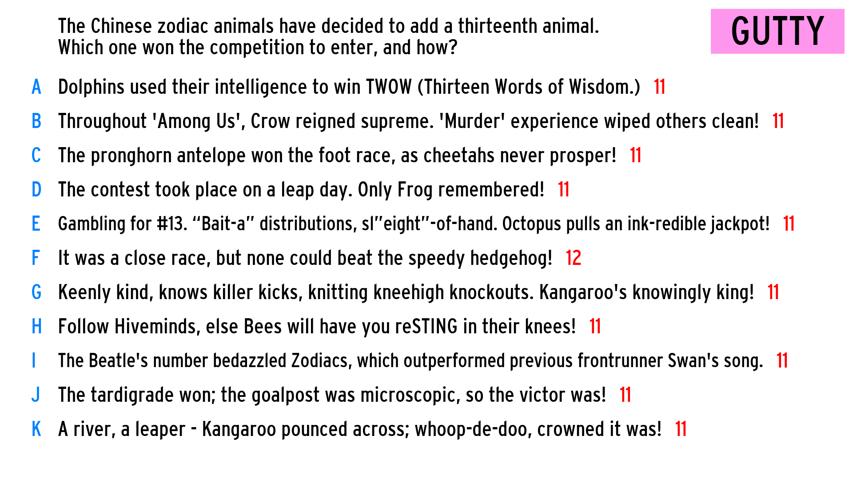 The Chinese zodiac animals have decided to add a thirteenth animal.
Which one won the competition to enter, and how?
GUTTY
A Dolphins used their intelligence to win TWOW (Thirteen Words of Wisdom.) 11
B Throughout 'Among Us', Crow reigned supreme. 'Murder' experience wiped others clean! 11
C The pronghorn antelope won the foot race, as cheetahs never prosper! 11
D The contest took place on a leap day. Only Frog remembered! 11
E Gambling for #13. “Bait-a” distributions, sl”eight”-of-hand. Octopus pulls an ink-redible jackpot! 11
F It was a close race, but none could beat the speedy hedgehog! 12
G Keenly kind, knows killer kicks, knitting kneehigh knockouts. Kangaroo's knowingly king! 11
H Follow Hiveminds, else Bees will have you reSTING in their knees! 11
I The Beatle's number bedazzled Zodiacs, which outperformed previous frontrunner Swan's song. 11
J The tardigrade won; the goalpost was microscopic, so the victor was! 11
K A river, a leaper - Kangaroo pounced across; whoop-de-doo, crowned it was! 11